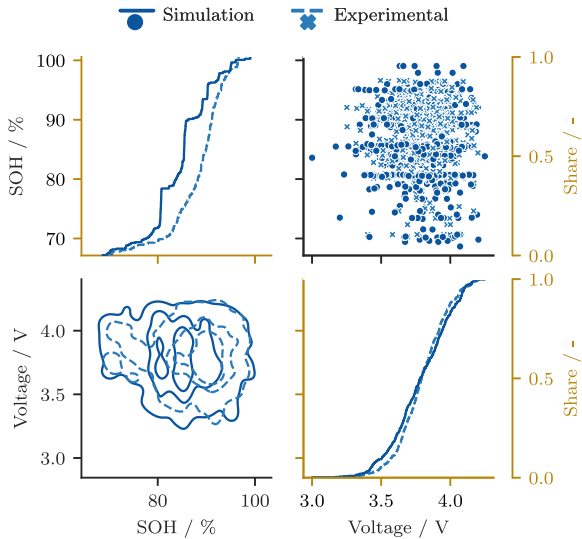 Simulation Experimental
100
90
80
70
SOH / %
1.0
0.5
0.0
Share / -
4.0
3.5
3.0
Voltage / V
1.0
0.5
0.0
Share / -
80 100
3.0 3.5 4.0
SOH / % Voltage / V